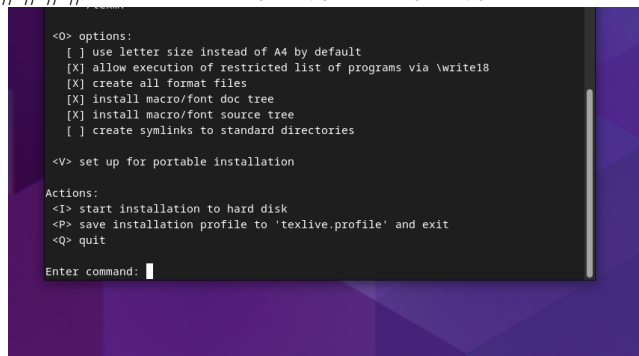 <O> options:
[ ] use letter size instead of A4 by default
[X] allow execution of restricted list of programs via \write18
[X] create all format files
[X] install macro/font doc tree
[X] install macro/font source tree
[ ] create symlinks to standard directories
<V> set up for portable installation
Actions:
<I> start installation to hard disk
<P> save installation profile to 'texlive.profile' and exit
<Q> quit
Enter command: